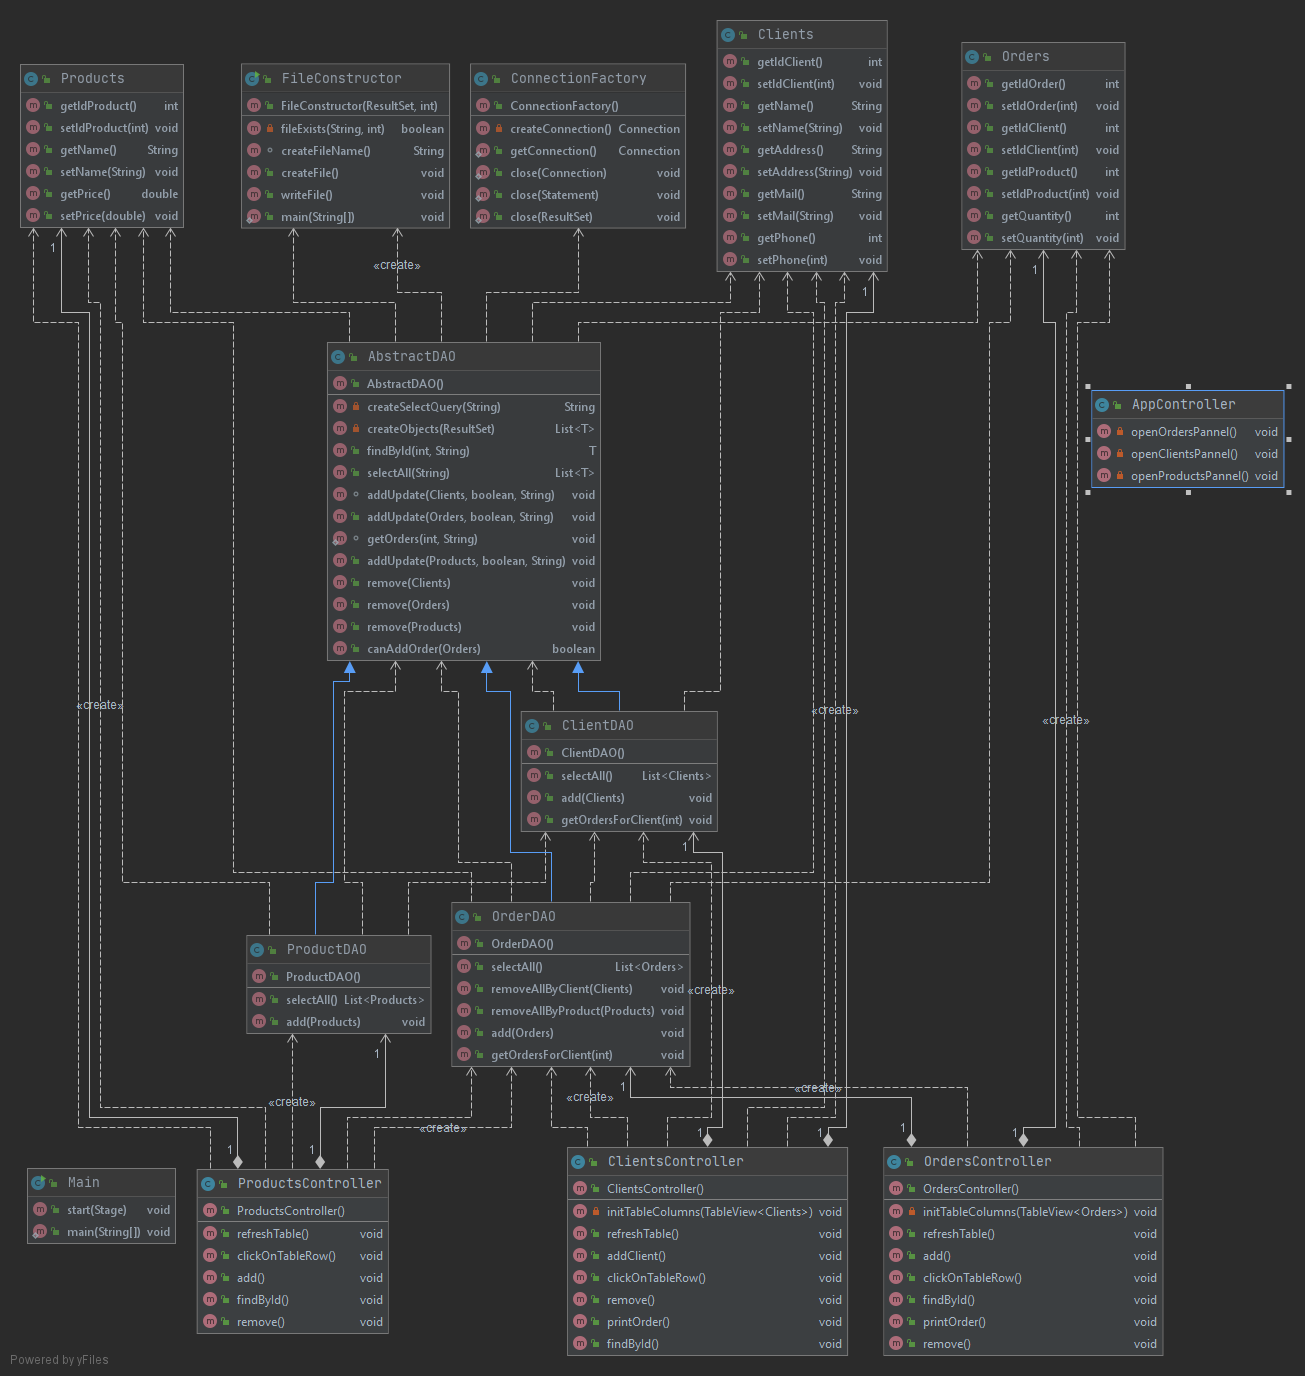 Products
getIdProduct() int
setIdProduct(int) void
getName() String
setName(String) void
getPrice() double
setPrice(double) void
FileConstructor
FileConstructor(ResultSet, int)
fileExists(String, int) boolean
createFileName() String
createFile() void
writeFile() void
main(String[]) void
ConnectionFactory
ConnectionFactory()
createConnection() Connection
getConnection() Connection
close(Connection) void
close(Statement) void
close(ResultSet) void
Clients
getIdClient() int
setIdClient(int) void
getName() String
setName(String) void
getAddress() String
setAddress(String) void
getMail() String
setMail(String) void
getPhone() int
setPhone(int) void
Orders
getIdOrder() int
setIdOrder(int) void
getIdClient() int
setIdClient(int) void
getIdProduct() int
setIdProduct(int) void
getQuantity() int
setQuantity(int) void
1
«create»
1
1
AbstractDAO
AbstractDAO()
createSelectQuery(String) String
createObjects(ResultSet) List<T>
findById(int, String) T
selectAll(String) List<T>
addUpdate(Clients, boolean, String) void
addUpdate(Orders, boolean, String) void
getOrders(int, String) void
addUpdate(Products, boolean, String) void
remove(Clients) void
remove(Orders) void
remove(Products) void
canAddOrder(Orders) boolean
AppController
openOrdersPannel() void
openClientsPannel() void
openProductsPannel() void
«create»
«create»
«create»
ClientDAO
ClientDAO()
selectAll() List<Clients>
add(Clients) void
getOrdersForClient(int) void
1
ProductDAO
ProductDAO()
selectAll() List<Products>
add(Products) void
OrderDAO
OrderDAO()
selectAll() List<Orders>
removeAllByClient(Clients) void
removeAllByProduct(Products) void
add(Orders) void
getOrdersForClient(int) void
«create»
1
1
«create»
«create»
«create»
«create»
1
1
1
1
1
1
Main
start(Stage) void
main(String[]) void
ProductsController
ProductsController()
refreshTable() void
clickOnTableRow() void
add() void
findById() void
remove() void
ClientsController
ClientsController()
initTableColumns(TableView<Clients>) void
refreshTable() void
addClient() void
clickOnTableRow() void
remove() void
printOrder() void
findById() void
OrdersController
OrdersController()
initTableColumns(TableView<Orders>) void
refreshTable() void
add() void
clickOnTableRow() void
findById() void
printOrder() void
remove() void
Powered by yFiles